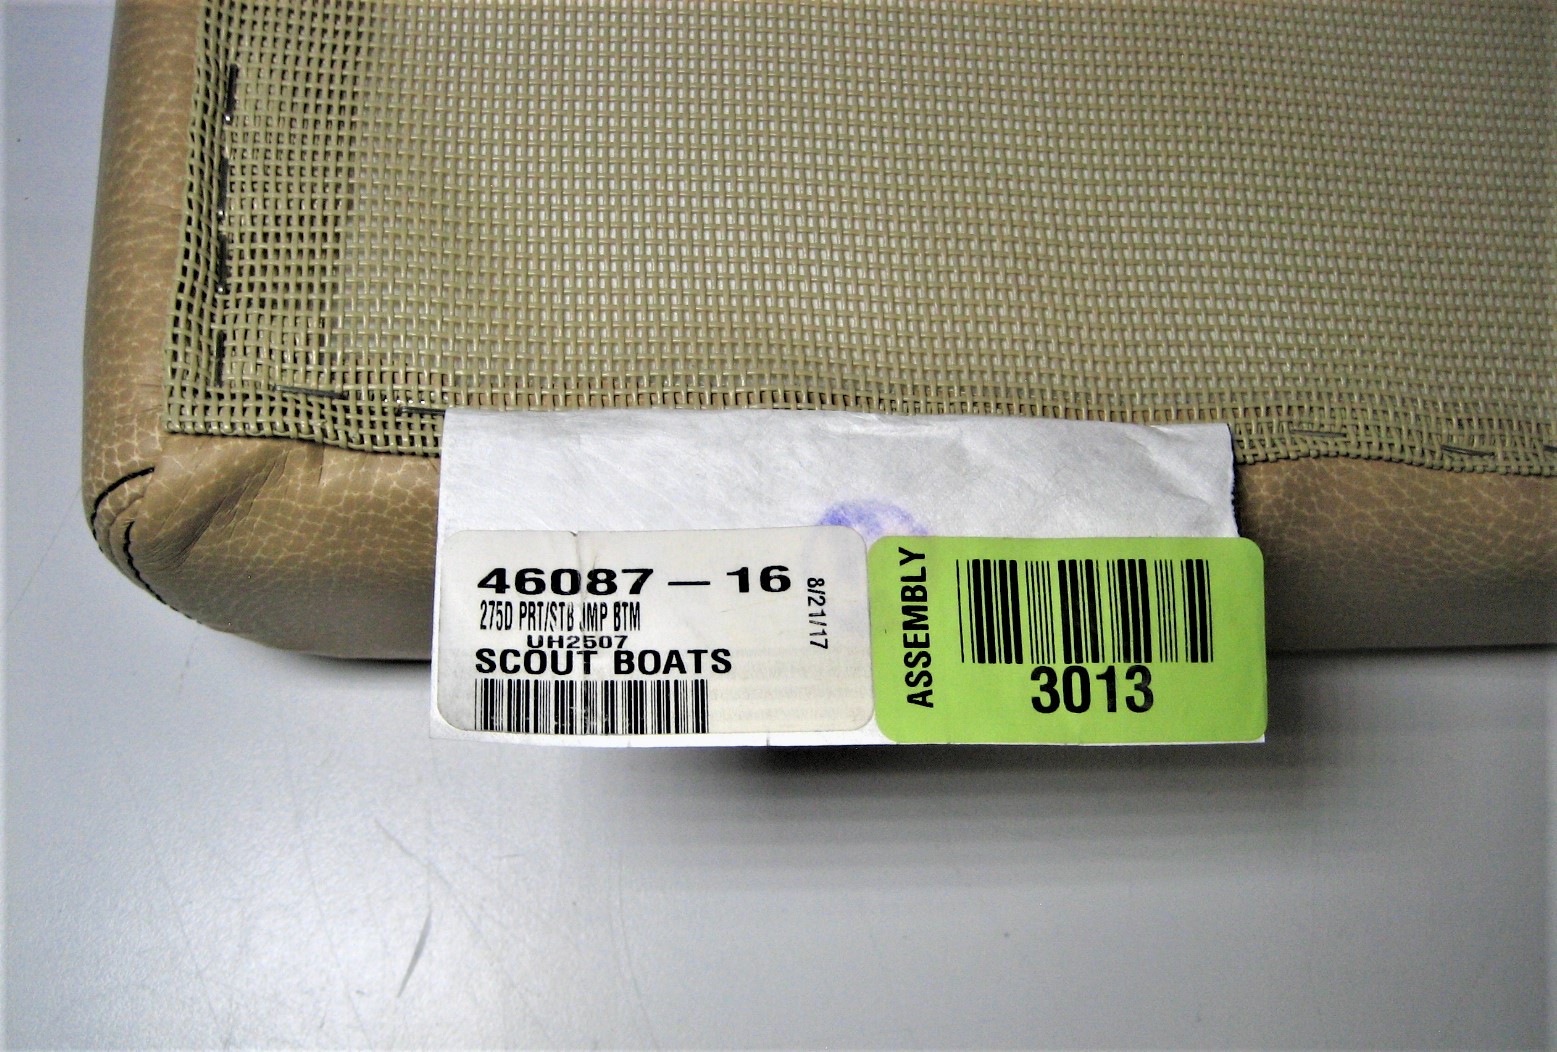 46087 — 16
8/21/17
275D PRT/STB JMP BTM
UH2507
SCOUT BOATS
ASSEMBLY
3013